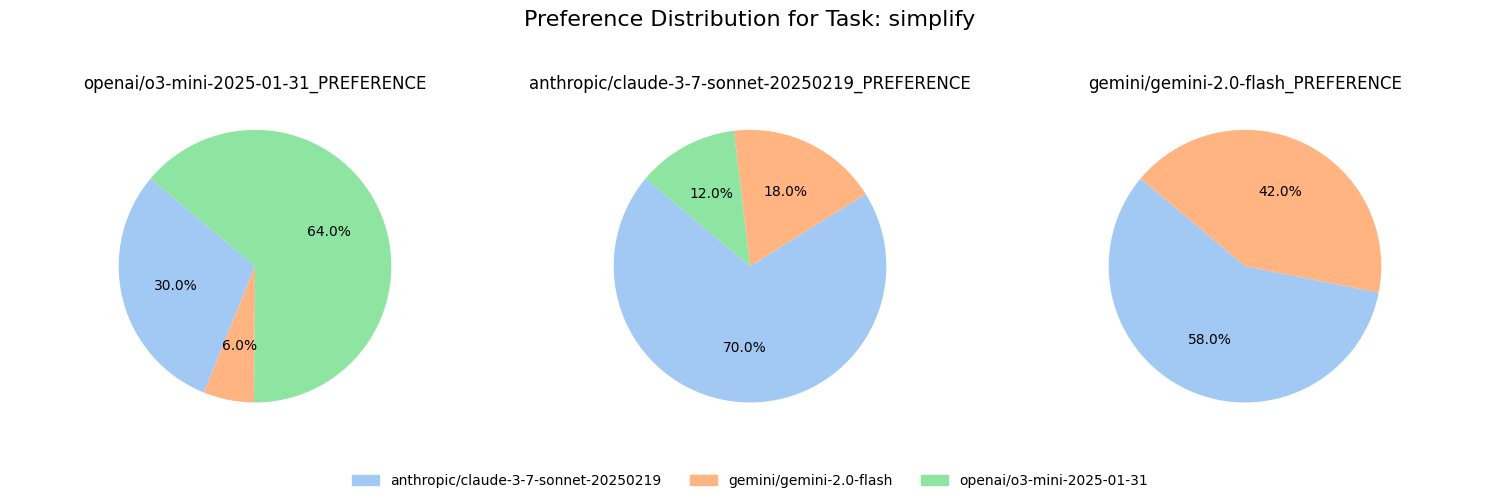 Preference Distribution for Task: simplify
openai/o3-mini-2025-01-31_PREFERENCE
anthropic/claude-3-7-sonnet-20250219_PREFERENCE
gemini/gemini-2.0-flash_PREFERENCE
64.0%
30.0%
6.0%
12.0%
18.0%
70.0%
42.0%
58.0%
anthropic/claude-3-7-sonnet-20250219
gemini/gemini-2.0-flash
openai/o3-mini-2025-01-31